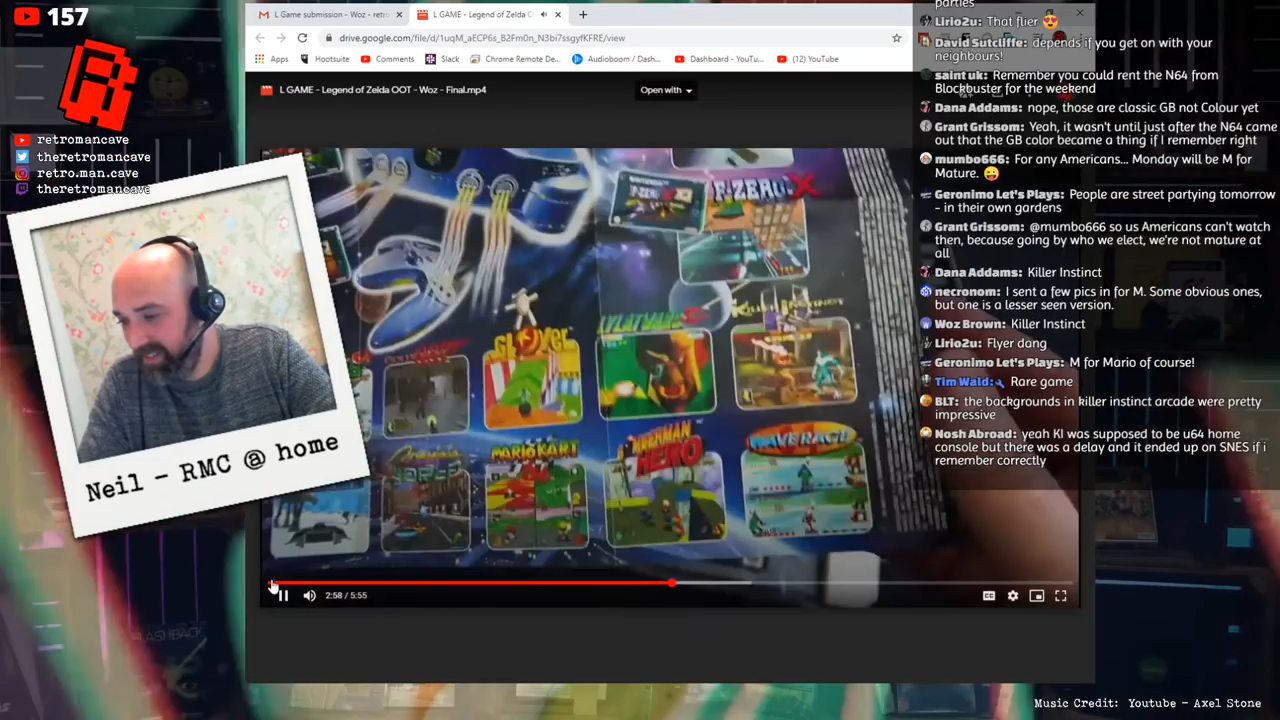 157
retromancave
theretromancave
retro.man.cave
theretromancave
Neil - RMC @ home
L Game submission - Woz - retro
L GAME - Legend of Zelda O
drive.google.com/file/d/1uqM_aECP6s_B2Fm0n_N3bi7ssgyfKFRE/view
Apps
Hootsuite
Comments
Slack
Chrome Remote De...
Audioboom / Dash...
Dashboard - YouTu...
(12) YouTube
L GAME - Legend of Zelda OOT - Woz - Final.mp4
Open with
F-ZERO X
KILLER INSTINCT
LYLAT WARS
GLOVER
MARIO KART
HERO
WAVE RACE
2:58 / 5:55
parties
Lirio2u: That flier
David Sutcliffe: depends if you get on with your
neighbours!
saint uk: Remember you could rent the N64 from
Blockbuster for the weekend
Dana Addams: nope, those are classic GB not Colour yet
Grant Grissom: Yeah, it wasn't until just after the N64 came
out that the GB color became a thing if I remember right
mumbo666: For any Americans... Monday will be M for
Mature.
Geronimo Let's Plays: People are street partying tomorrow
- in their own gardens
Grant Grissom: @mumbo666 so us Americans can't watch
then, because going by who we elect, we're not mature at
all
Dana Addams: Killer Instinct
necronom: I sent a few pics in for M. Some obvious ones,
but one is a lesser seen version.
Woz Brown: Killer Instinct
Lirio2u: Flyer dang
Geronimo Let's Plays: M for Mario of course!
Tim Wald: Rare game
BLT: the backgrounds in killer instinct arcade were pretty
impressive
Nosh Abroad: yeah KI was supposed to be u64 home
console but there was a delay and it ended up on SNES if i
remember correctly
FLASHBACK
Music Credit: Youtube - Axel Stone